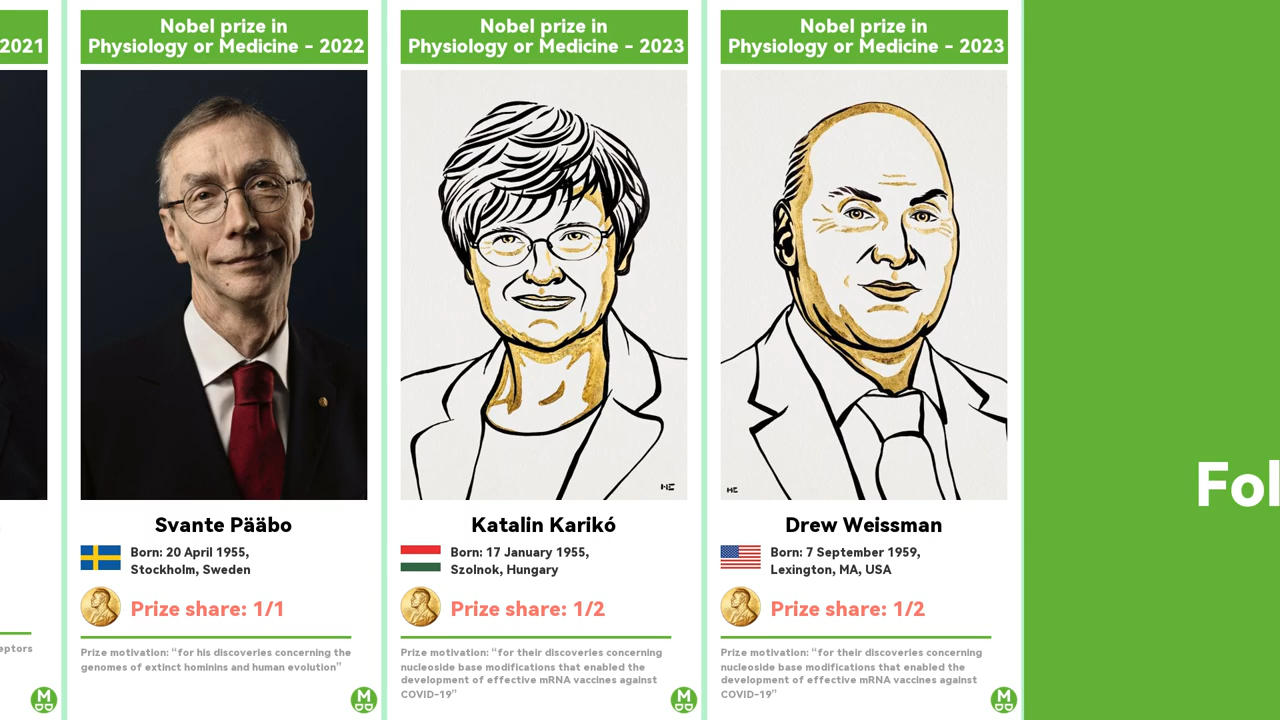 2021
eptors
Nobel prize in
Physiology or Medicine - 2022
Svante Pääbo
Born: 20 April 1955,
Stockholm, Sweden
Prize share: 1/1
Prize motivation: “for his discoveries concerning the
genomes of extinct hominins and human evolution”
M
Nobel prize in
Physiology or Medicine - 2023
Katalin Karikó
Born: 17 January 1955,
Szolnok, Hungary
Prize share: 1/2
Prize motivation: “for their discoveries concerning
nucleoside base modifications that enabled the
development of effective mRNA vaccines against
COVID-19”
M
Nobel prize in
Physiology or Medicine - 2023
Drew Weissman
Born: 7 September 1959,
Lexington, MA, USA
Prize share: 1/2
Prize motivation: “for their discoveries concerning
nucleoside base modifications that enabled the
development of effective mRNA vaccines against
COVID-19”
M
Fol